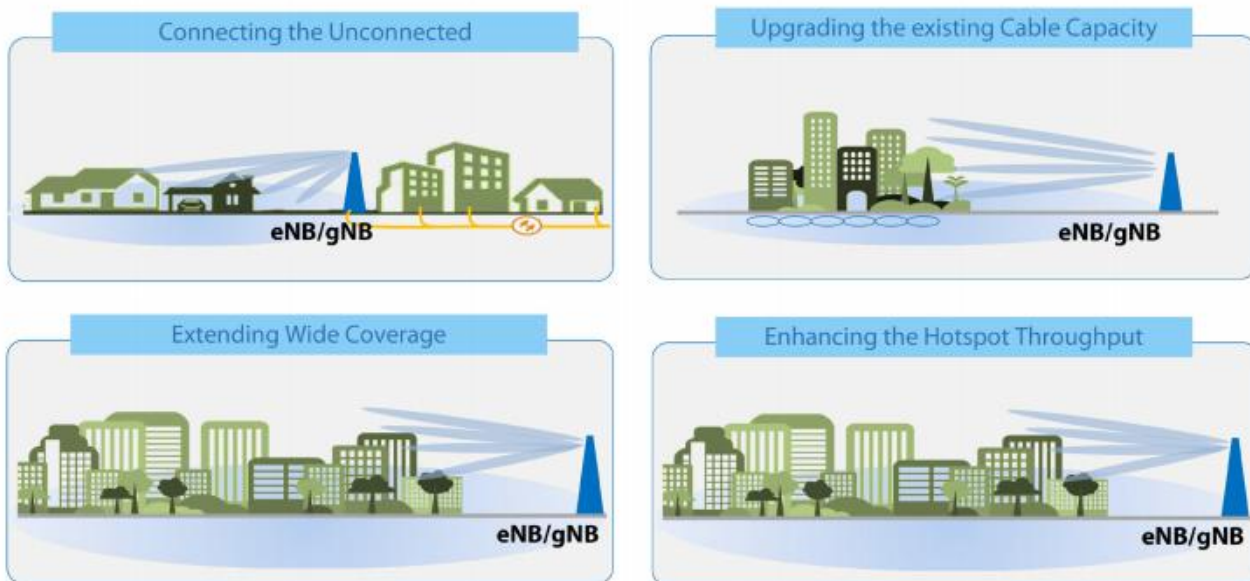 Connecting the Unconnected
Upgrading the existing Cable Capacity
eNB/gNB
eNB/gNB
Extending Wide Coverage
Enhancing the Hotspot Throughput
eNB/gNB
eNB/gNB